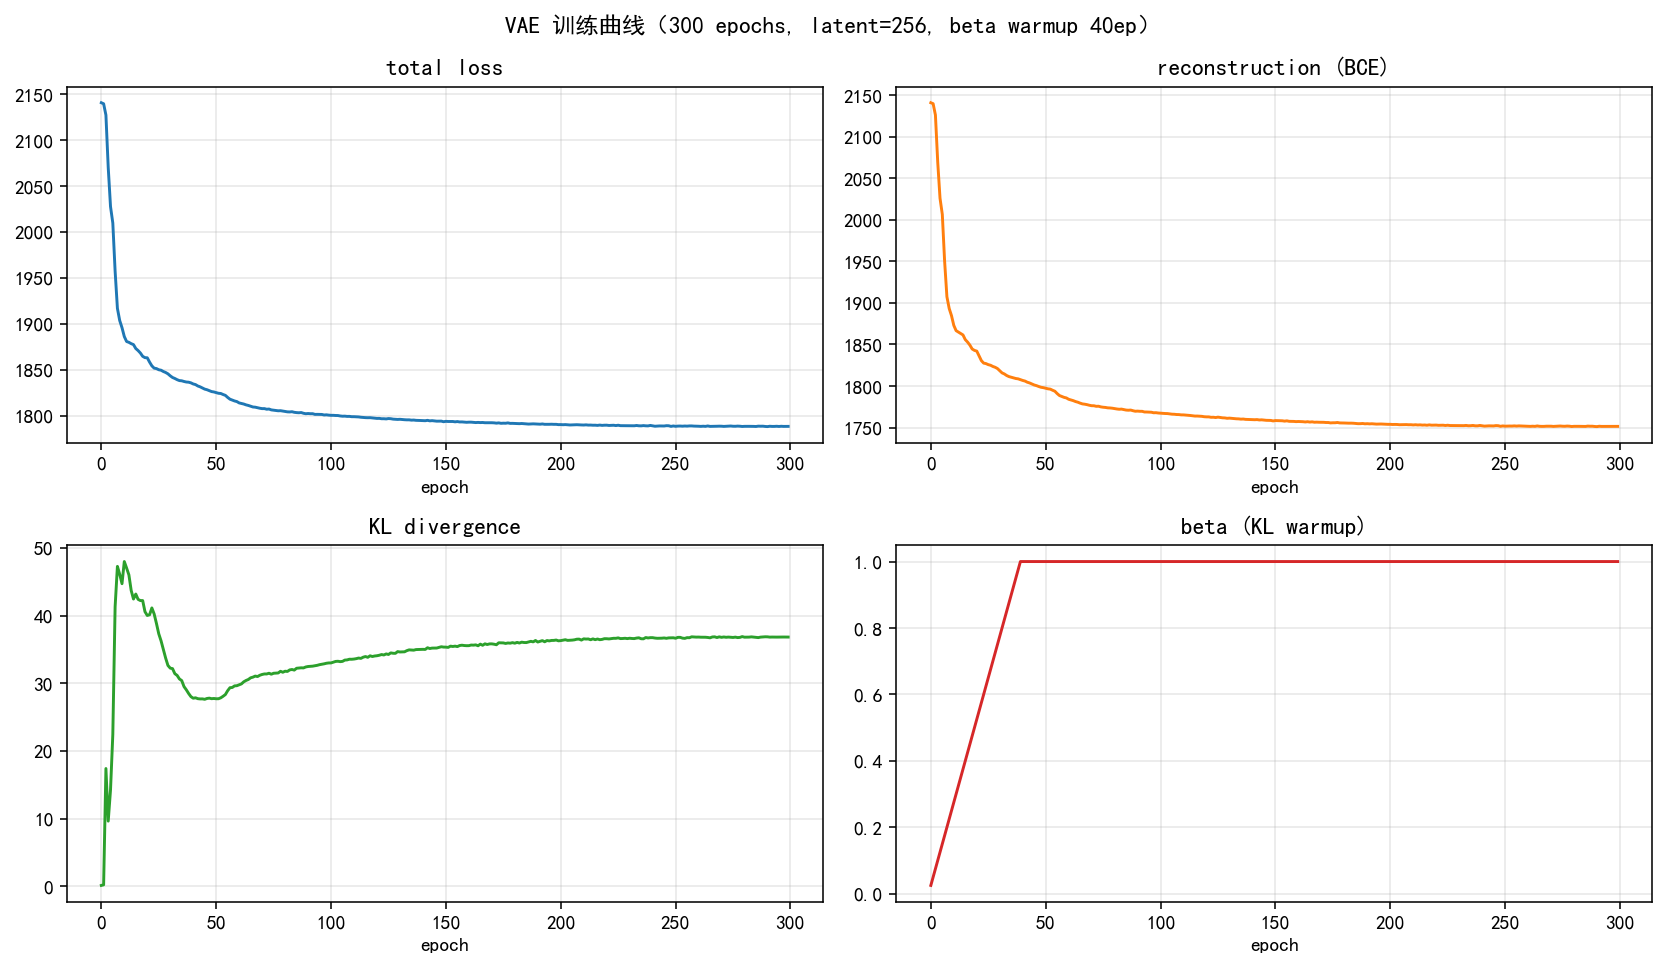 VAE 训练曲线（300 epochs, latent=256, beta warmup 40ep）
total loss
2150
2100
2050
2000
1950
1900
1850
1800
0 50 100 150 200 250 300
epoch
reconstruction (BCE)
2150
2100
2050
2000
1950
1900
1850
1800
1750
0 50 100 150 200 250 300
epoch
KL divergence
50
40
30
20
10
0
0 50 100 150 200 250 300
epoch
beta (KL warmup)
1.0
0.8
0.6
0.4
0.2
0.0
0 50 100 150 200 250 300
epoch